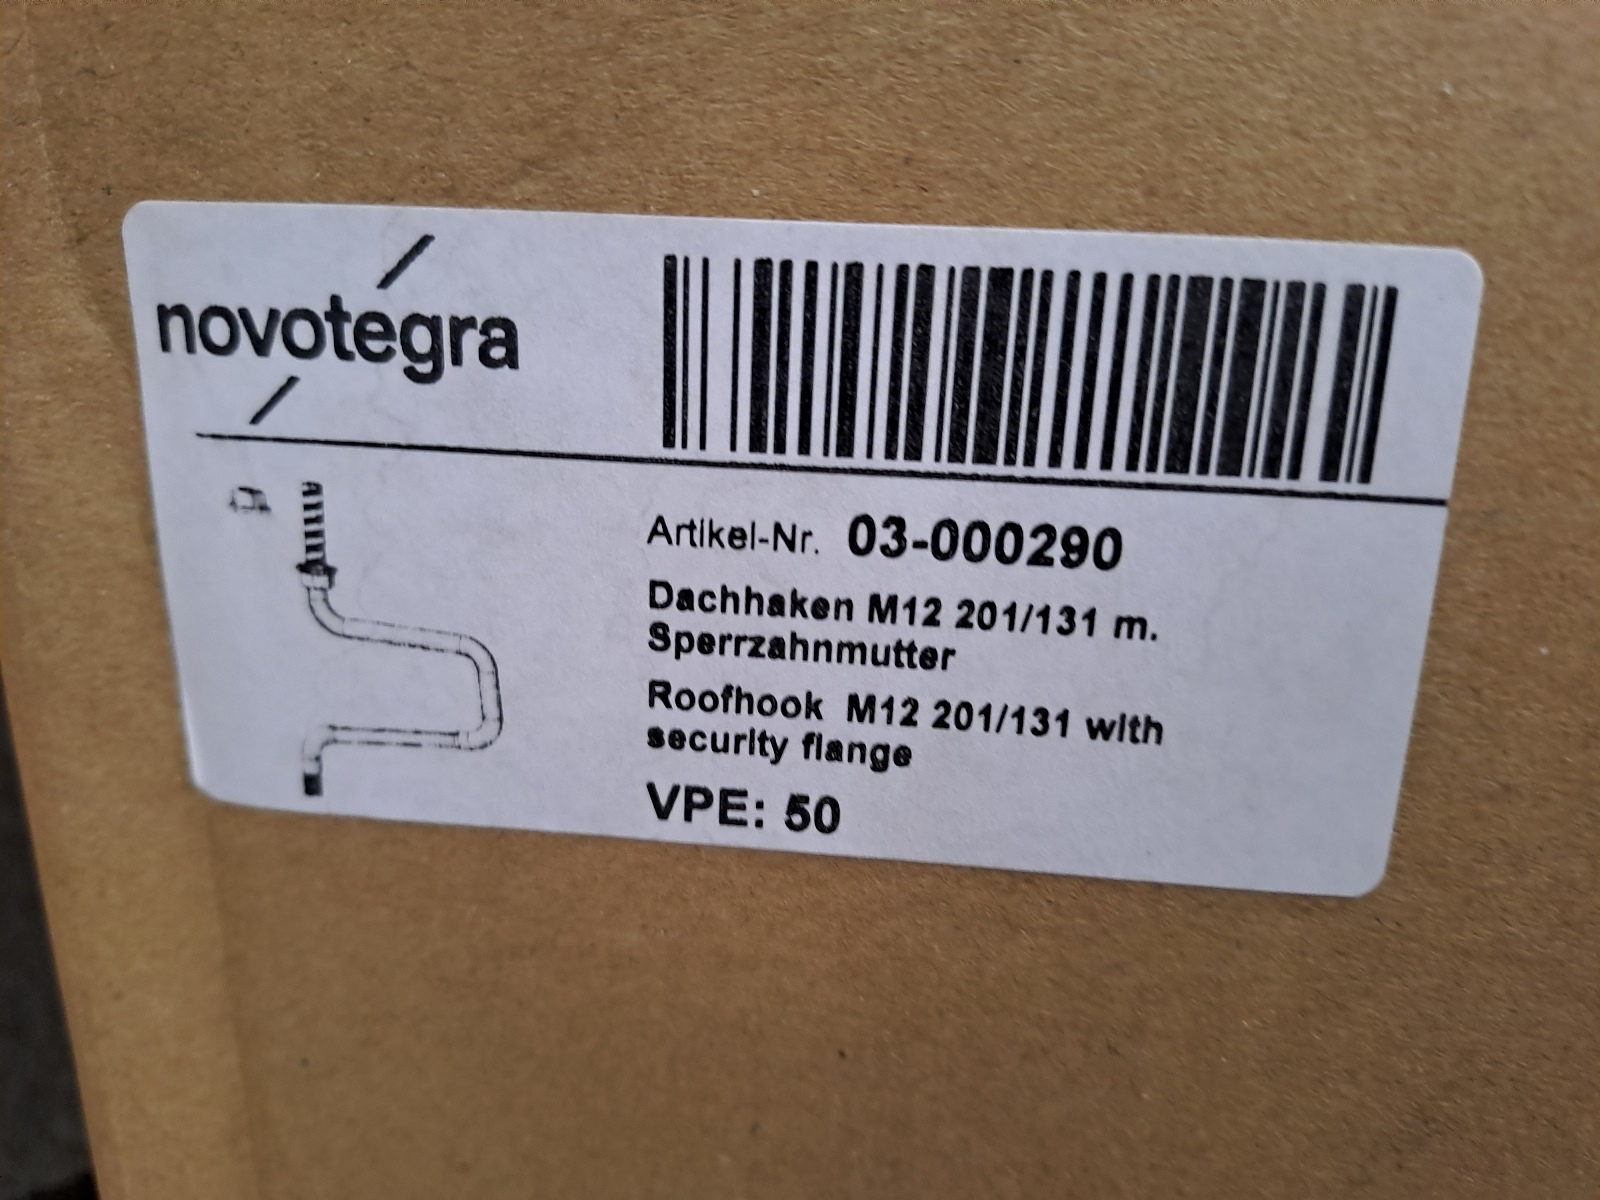 novotegra
Artikel-Nr. 03-000290
Dachhaken M12 201/131 m.
Sperrzahnmutter
Roofhook M12 201/131 with
security flange
VPE: 50